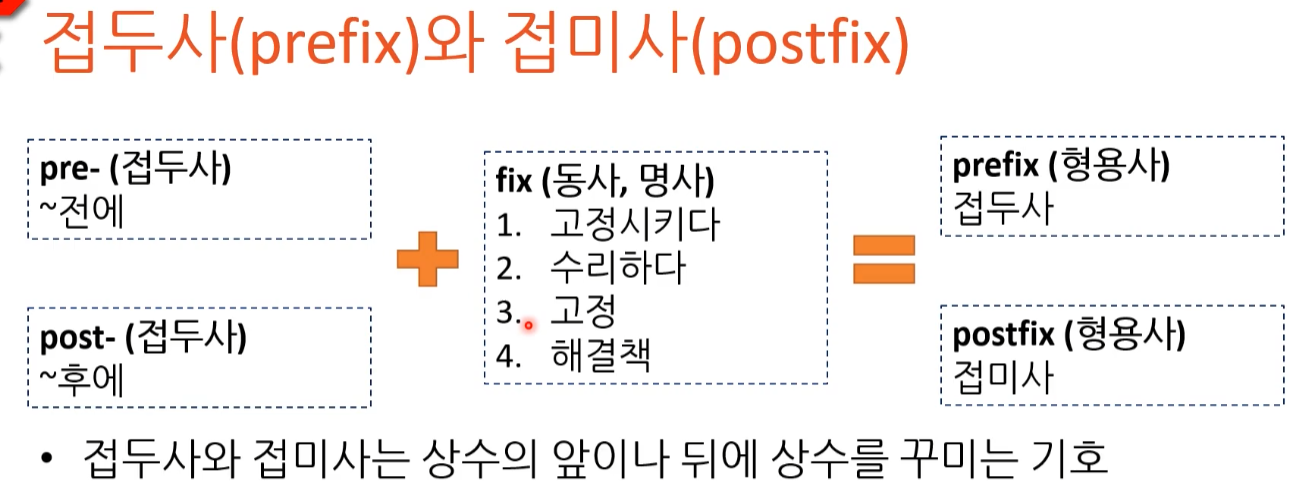 접두사(prefix)와 접미사(postfix)
pre- (접두사)
~전에
post- (접두사)
~후에
fix (동사, 명사)
1. 고정시키다
2. 수리하다
3. 고정
4. 해결책
prefix (형용사)
접두사
postfix (형용사)
접미사
• 접두사와 접미사는 상수의 앞이나 뒤에 상수를 꾸미는 기호